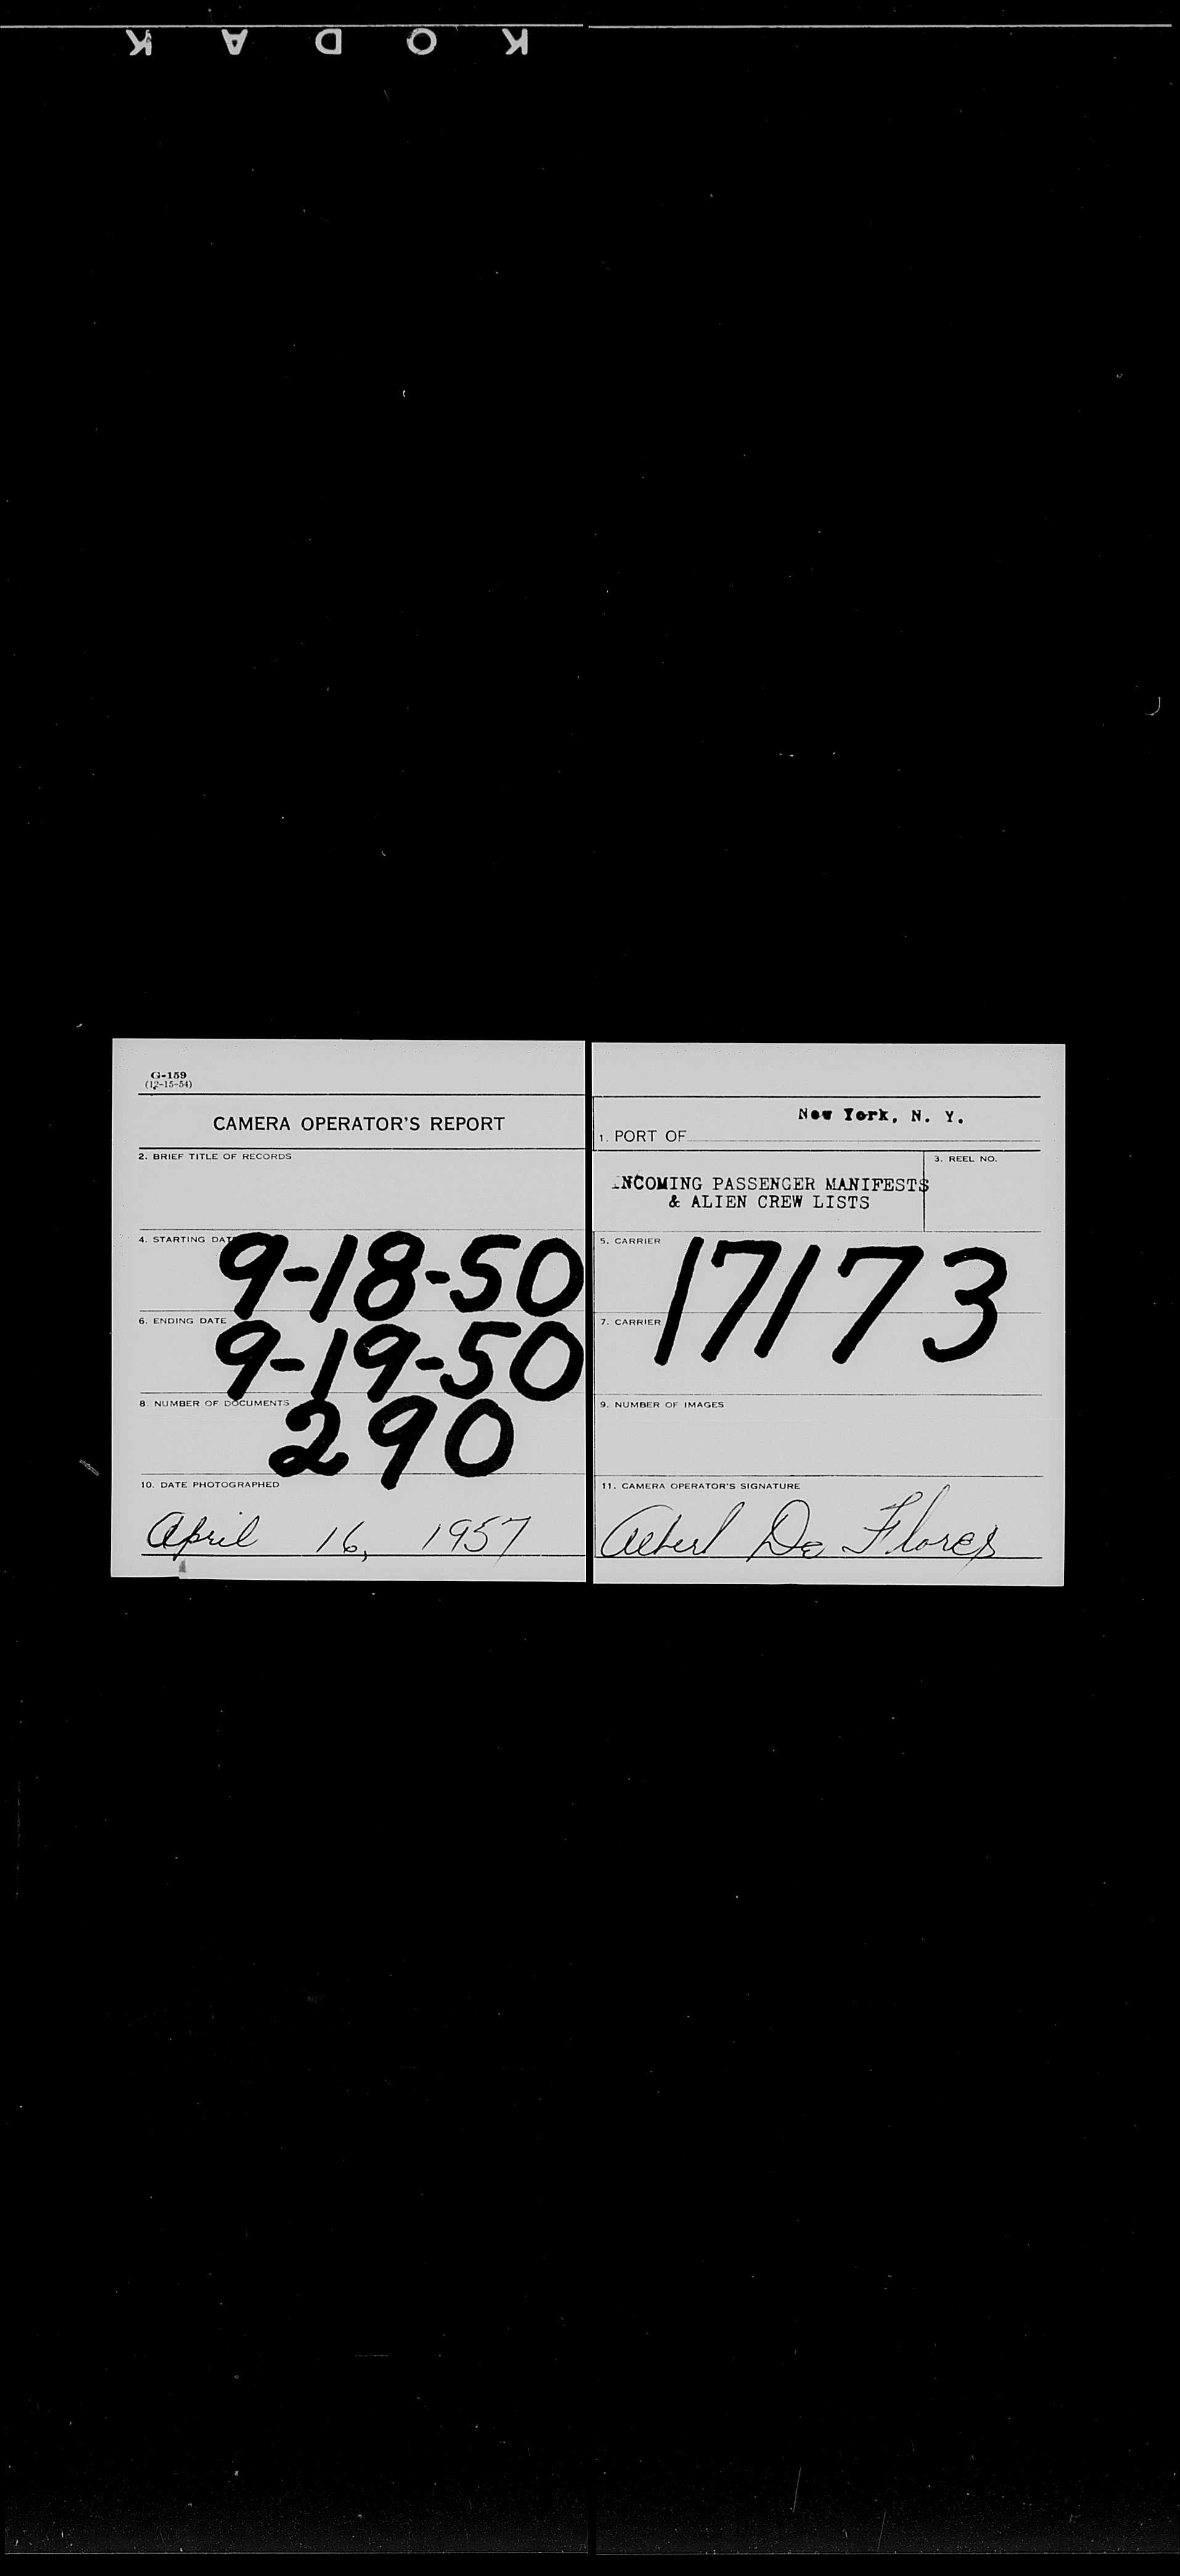 KODAK
G-159
(12-15-54)
CAMERA OPERATOR'S REPORT
1. PORT OF New York, N. Y.
2. BRIEF TITLE OF RECORDS
INCOMING PASSENGER MANIFESTS
& ALIEN CREW LISTS
3. REEL NO.
4. STARTING DATE 9-18-50
5. CARRIER
17173
6. ENDING DATE 9-19-50
7. CARRIER
8. NUMBER OF DOCUMENTS 290
9. NUMBER OF IMAGES
10. DATE PHOTOGRAPHED
April 16, 1957
11. CAMERA OPERATOR'S SIGNATURE
Albert De Flores